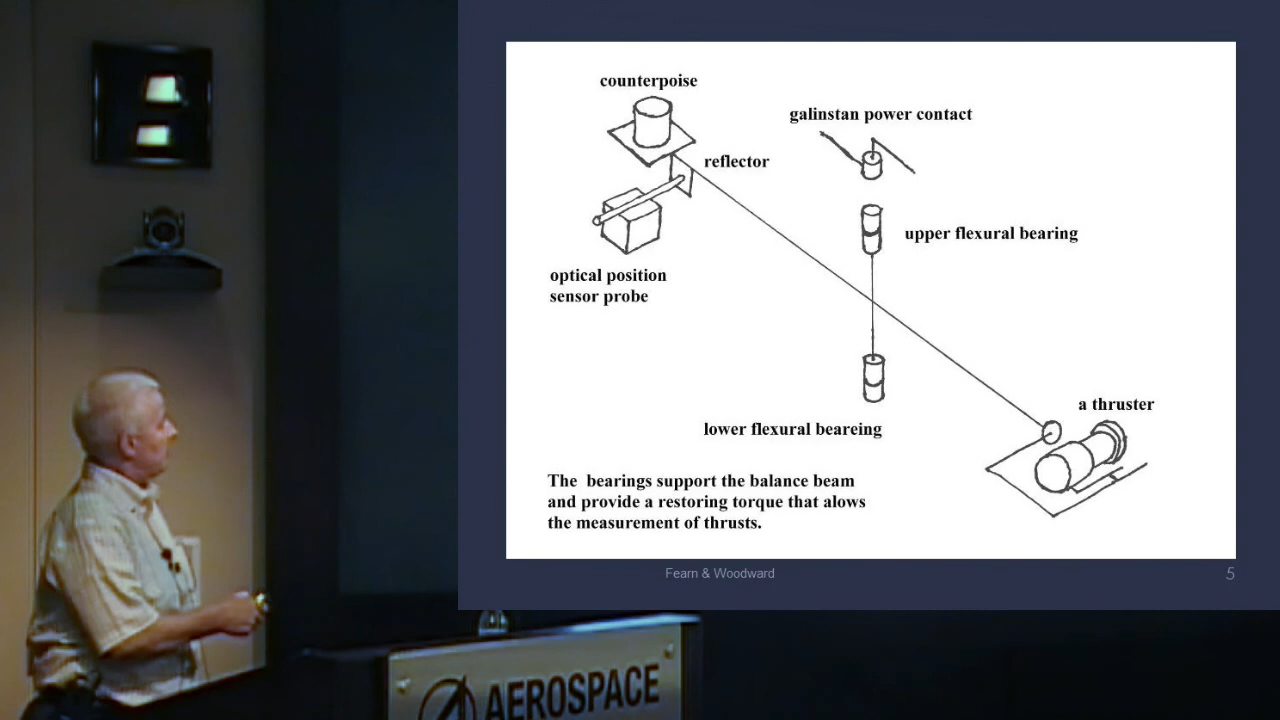 counterpoise
galinstan power contact
reflector
upper flexural bearing
optical position
sensor probe
a thruster
lower flexural beareing
The bearings support the balance beam
and provide a restoring torque that alows
the measurement of thrusts.
Fearn & Woodward
5
AEROSPACE